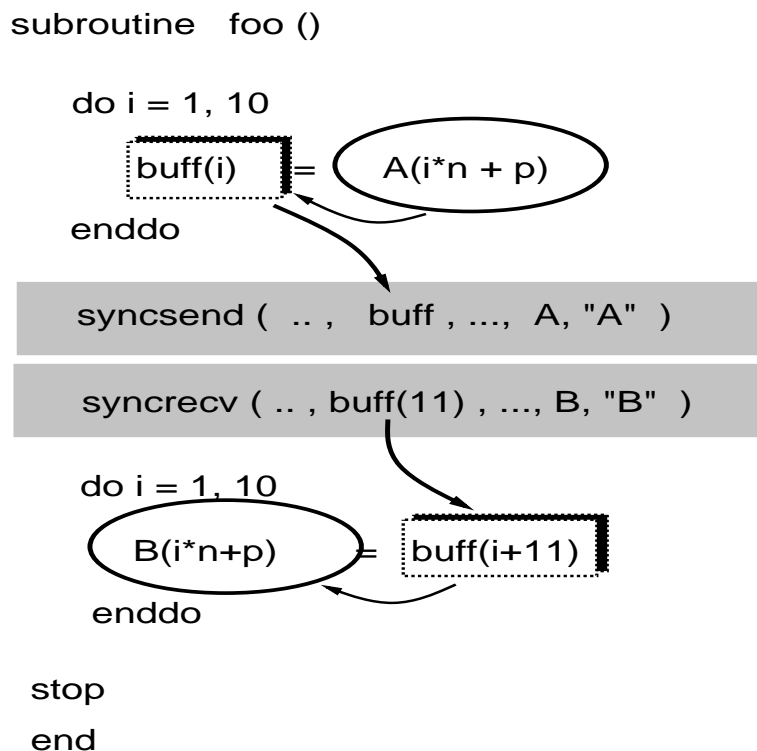 subroutine foo ()
do i = 1, 10
buff(i) = A(i*n + p)
enddo
syncsend ( .. , buff , ..., A, "A" )
syncrecv ( .. , buff(11) , ..., B, "B" )
do i = 1, 10
B(i*n+p) = buff(i+11)
enddo
stop
end